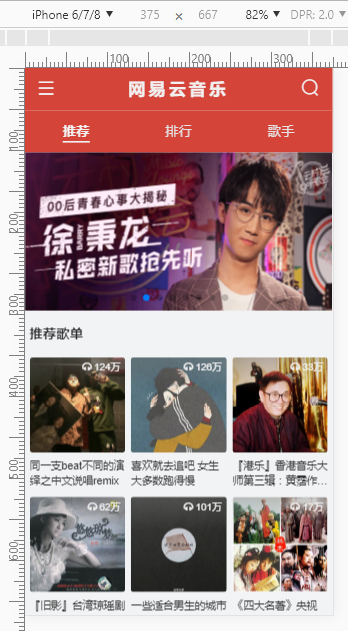 iPhone 6/7/8 ▼ 375 × 667 82% ▼ DPR: 2.0 ▼
100 200 300
100
200
300
400
500
600
网易云音乐
推荐 排行 歌手
00后青春心事大揭秘
徐秉龙
BARRY
私密新歌抢先听
推荐歌单
124万 126万 33万
同一支beat不同的演
绎之中文说唱remix
喜欢就去追吧 女生
大多数跑得慢
『港乐』香港音乐大
师第三辑：黄霑作...
62万 101万 17万
『旧影』台湾琼瑶剧
一些适合男生的城市
《四大名著》央视